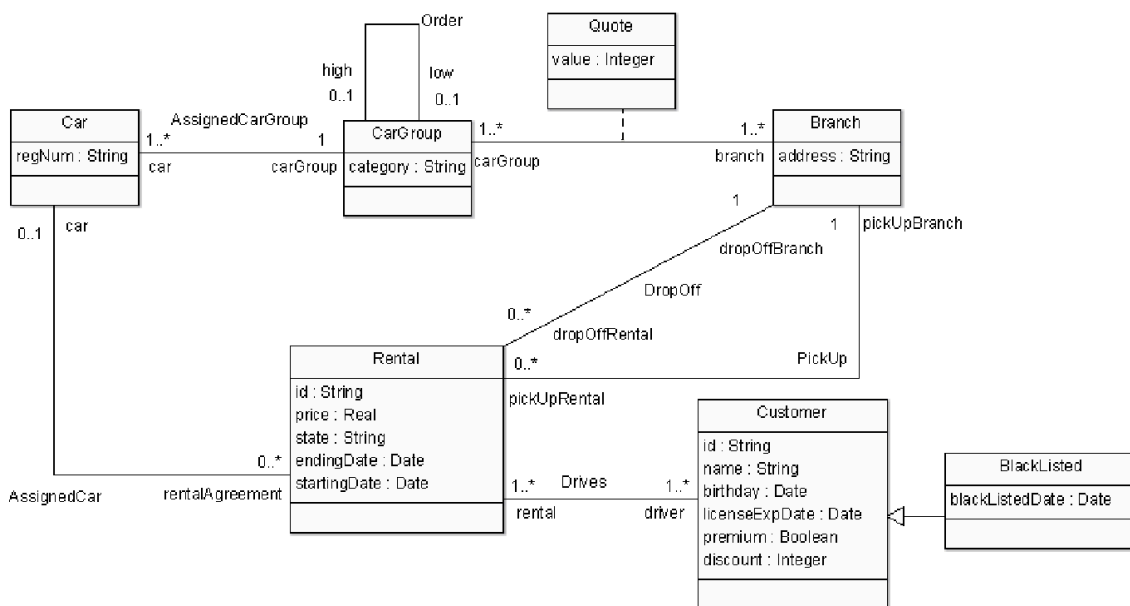 Order
Quote
value : Integer
high
low
0..1
0..1
Car
regNum : String
AssignedCarGroup
1..*
1
car
carGroup
CarGroup
category : String
1..*
1..*
carGroup
branch
Branch
address : String
0..1
car
1
1
pickUpBranch
dropOffBranch
DropOff
0..*
dropOffRental
Rental
id : String
price : Real
state : String
endingDate : Date
startingDate : Date
0..*
PickUp
pickUpRental
Customer
id : String
name : String
birthday : Date
licenseExpDate : Date
premium : Boolean
discount : Integer
BlackListed
blackListedDate : Date
0..*
AssignedCar
rentalAgreement
1..*
Drives
1..*
rental
driver